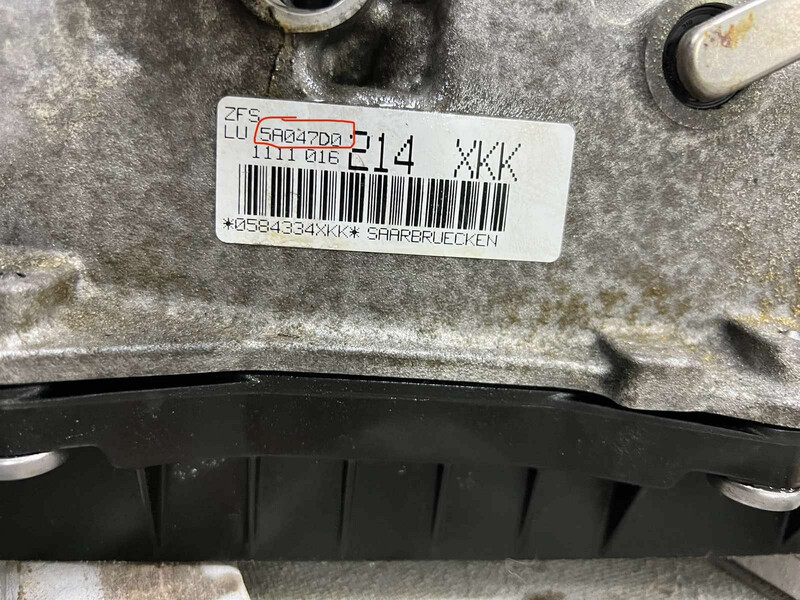 ZFS
LU 5A047D0
1111 016 214 XKK
*0584334XKK* SAARBRUECKEN